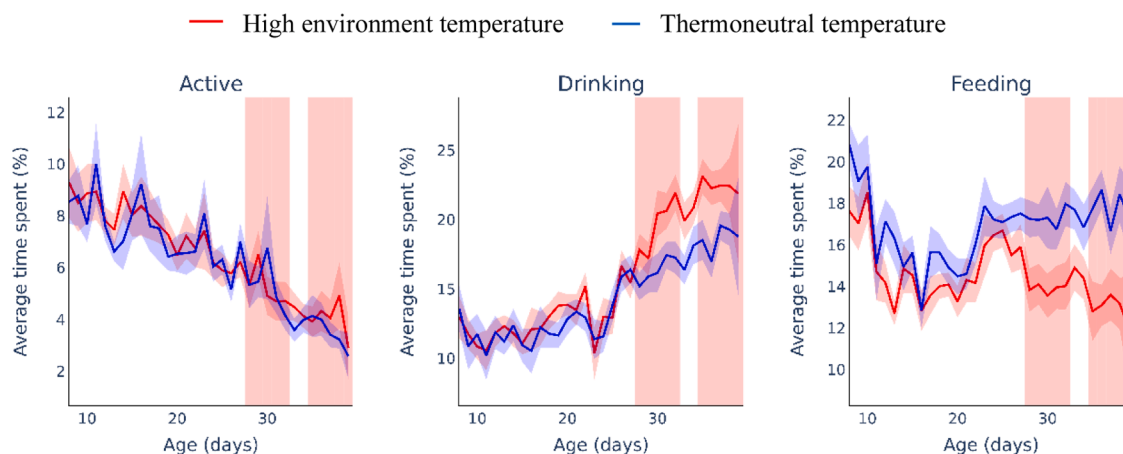 High environment temperature
Thermoneutral temperature
Active
Average time spent (%)
12
10
8
6
4
2
10
20
30
Age (days)
Drinking
Average time spent (%)
25
20
15
10
10
20
30
Age (days)
Feeding
Average time spent (%)
22
20
18
16
14
12
10
10
20
30
Age (days)